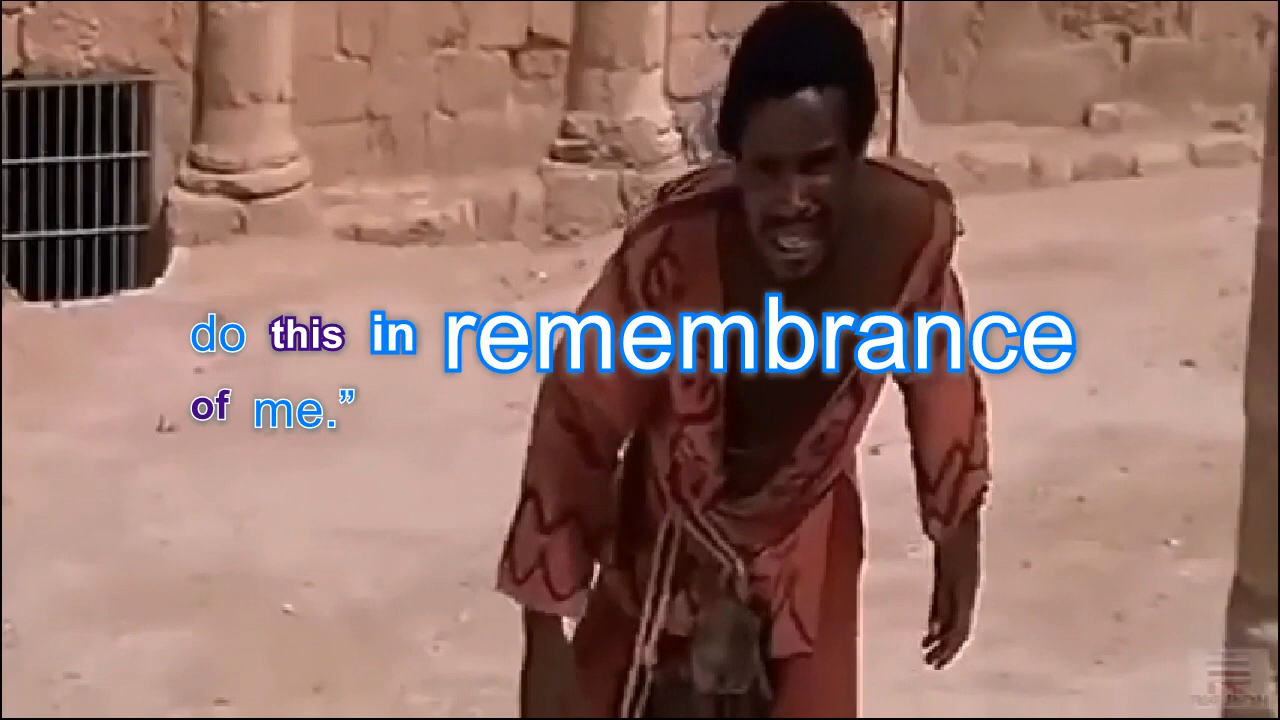 do this in remembrance
of me.”